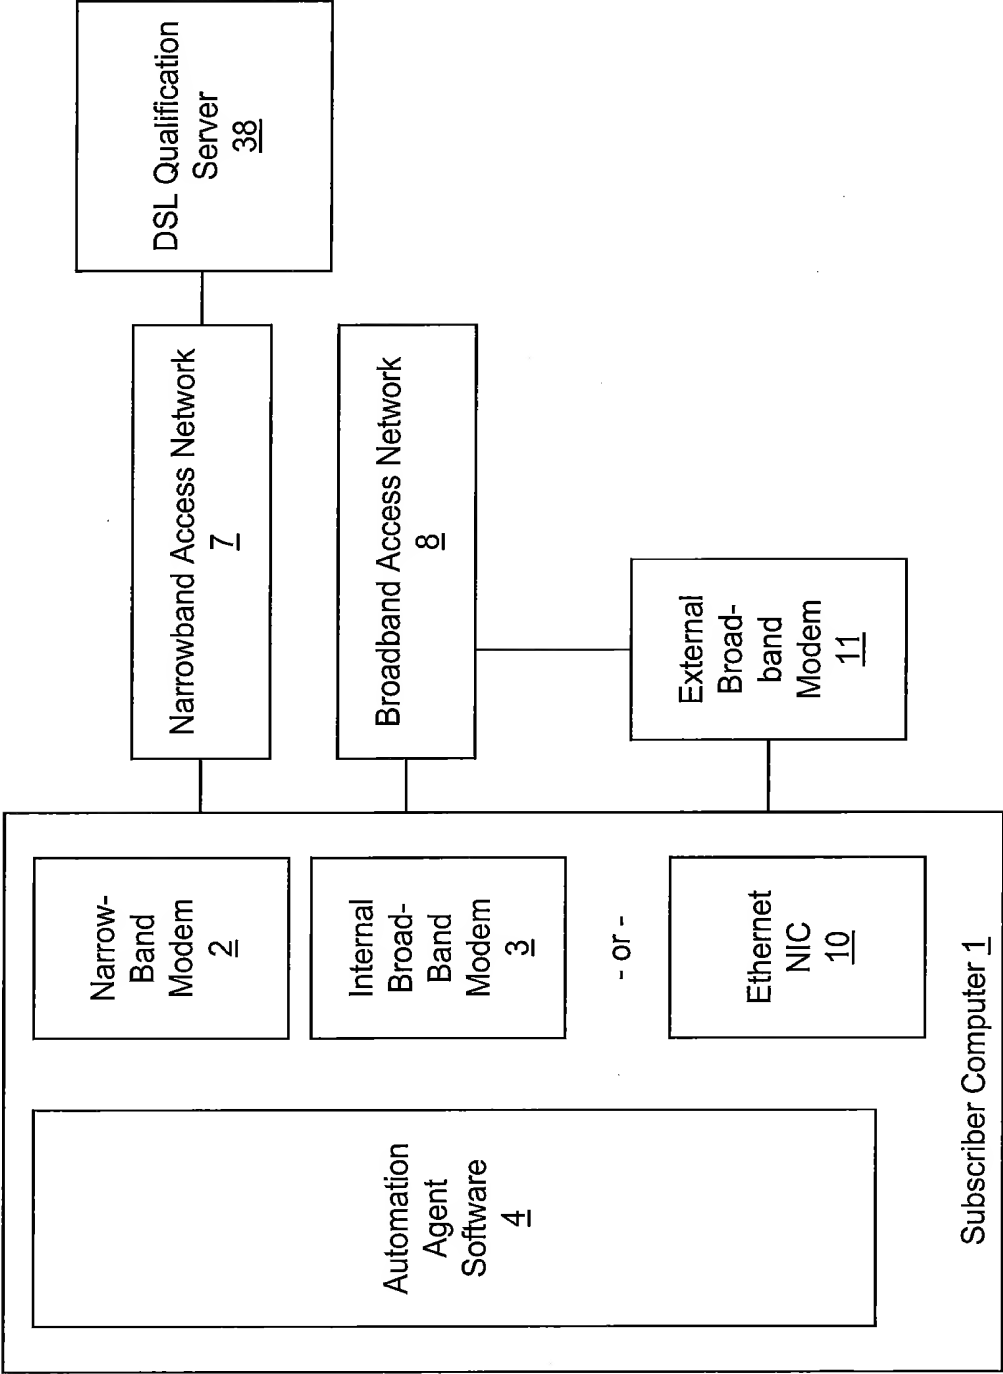 Automation
Agent
Software
4
Narrow-
Band
Modem
2
Internal
Broad-
Band
Modem
3
- or -
Ethernet
NIC
10
Subscriber Computer 1
Narrowband Access Network
7
Broadband Access Network
8
External
Broad-
band
Modem
11
DSL Qualification
Server
38